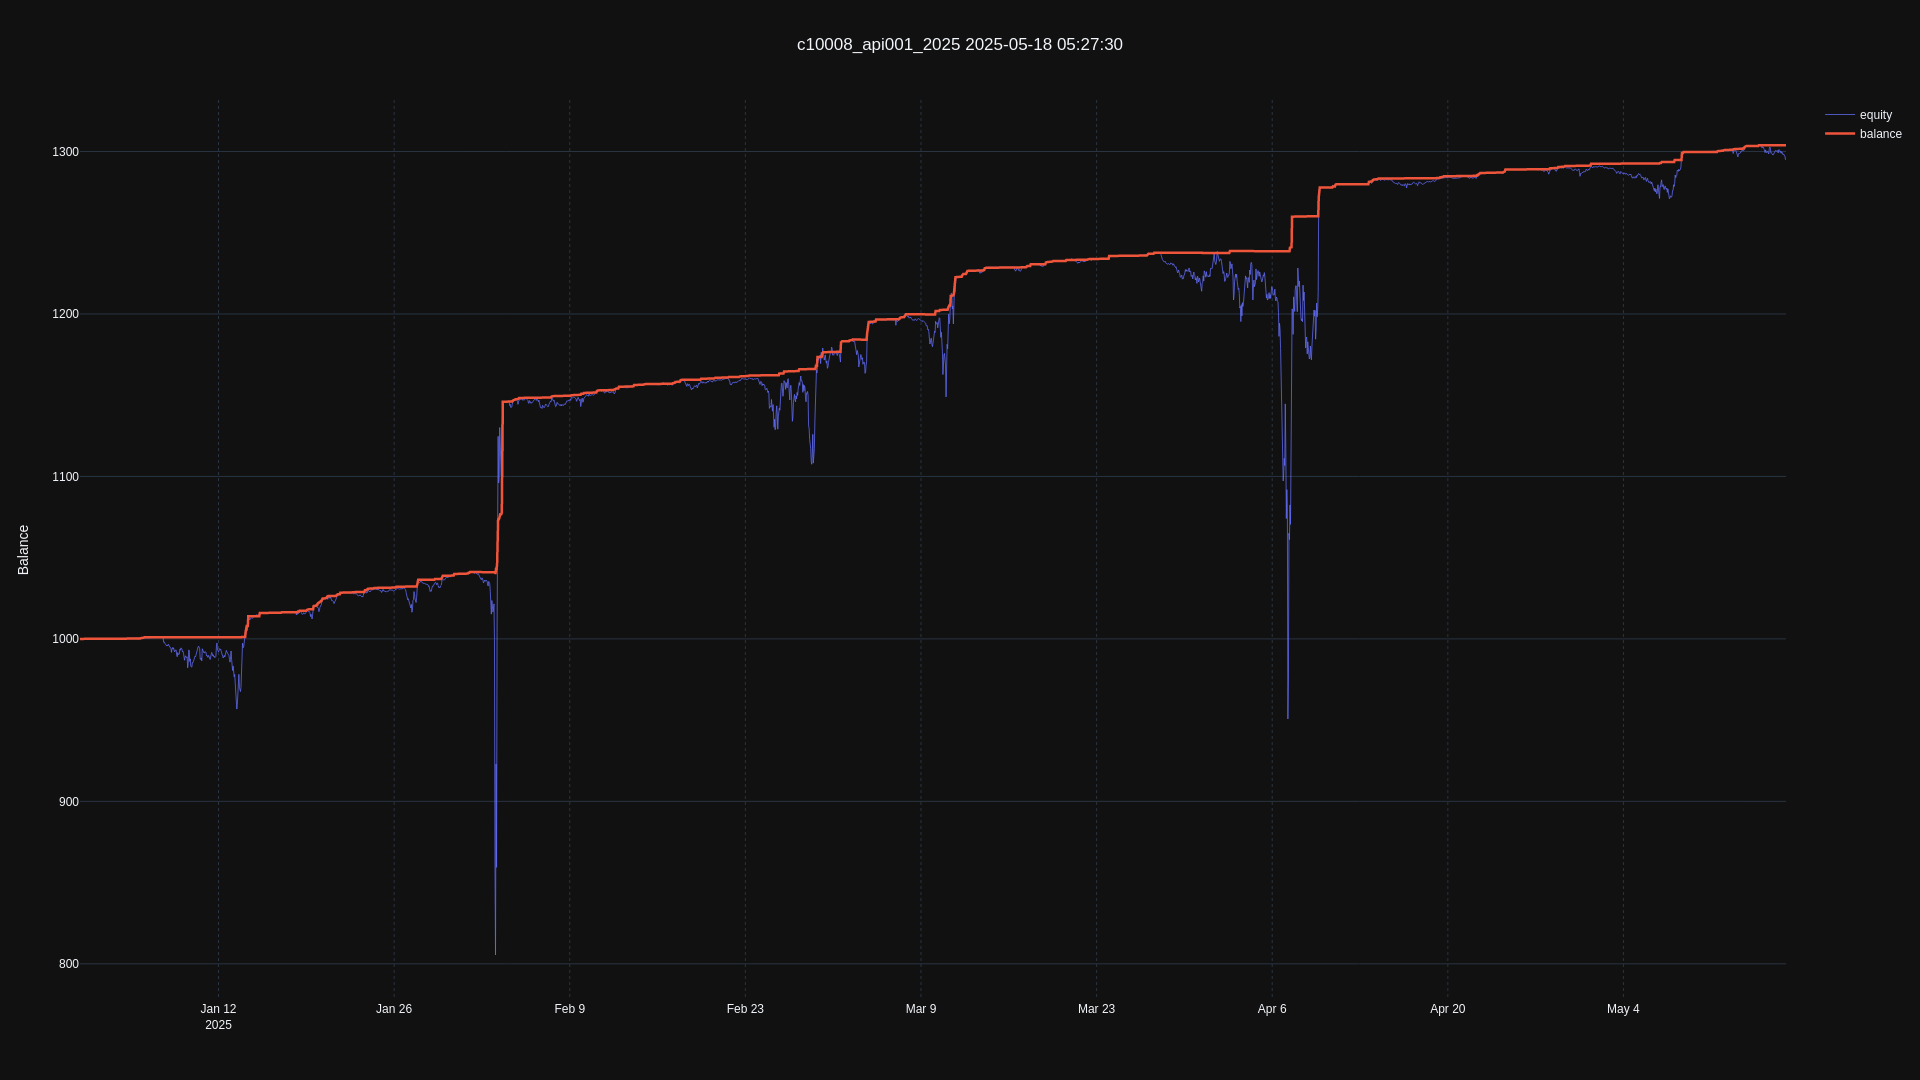 c10008_api001_2025 2025-05-18 05:27:30
equity
balance
Balance
1300
1200
1100
1000
900
800
Jan 12
2025
Jan 26
Feb 9
Feb 23
Mar 9
Mar 23
Apr 6
Apr 20
May 4